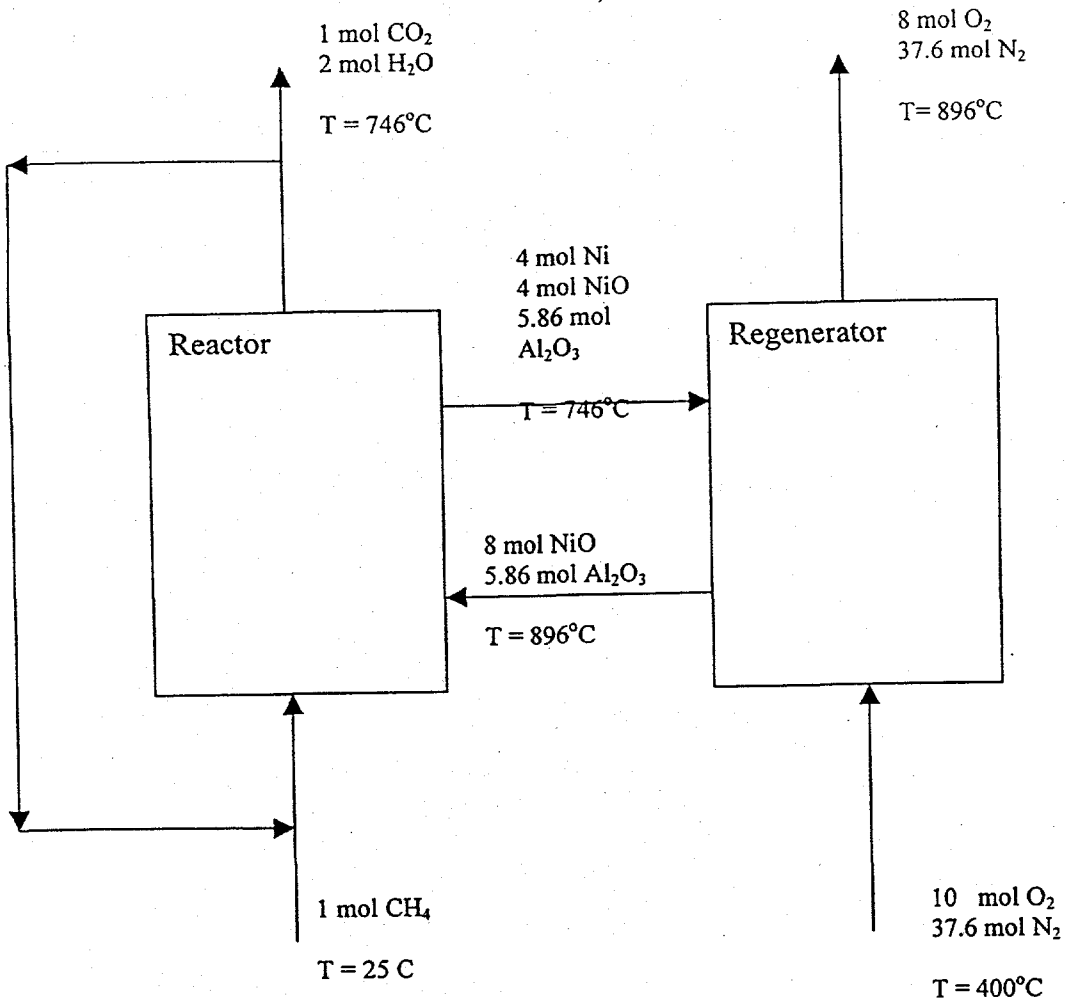 1 mol CO₂
2 mol H₂O
T = 746°C
8 mol O₂
37.6 mol N₂
T= 896°C
Reactor
4 mol Ni
4 mol NiO
5.86 mol
Al₂O₃
T = 746°C
Regenerator
8 mol NiO
5.86 mol Al₂O₃
T = 896°C
1 mol CH₄
T = 25 C
10 mol O₂
37.6 mol N₂
T = 400°C